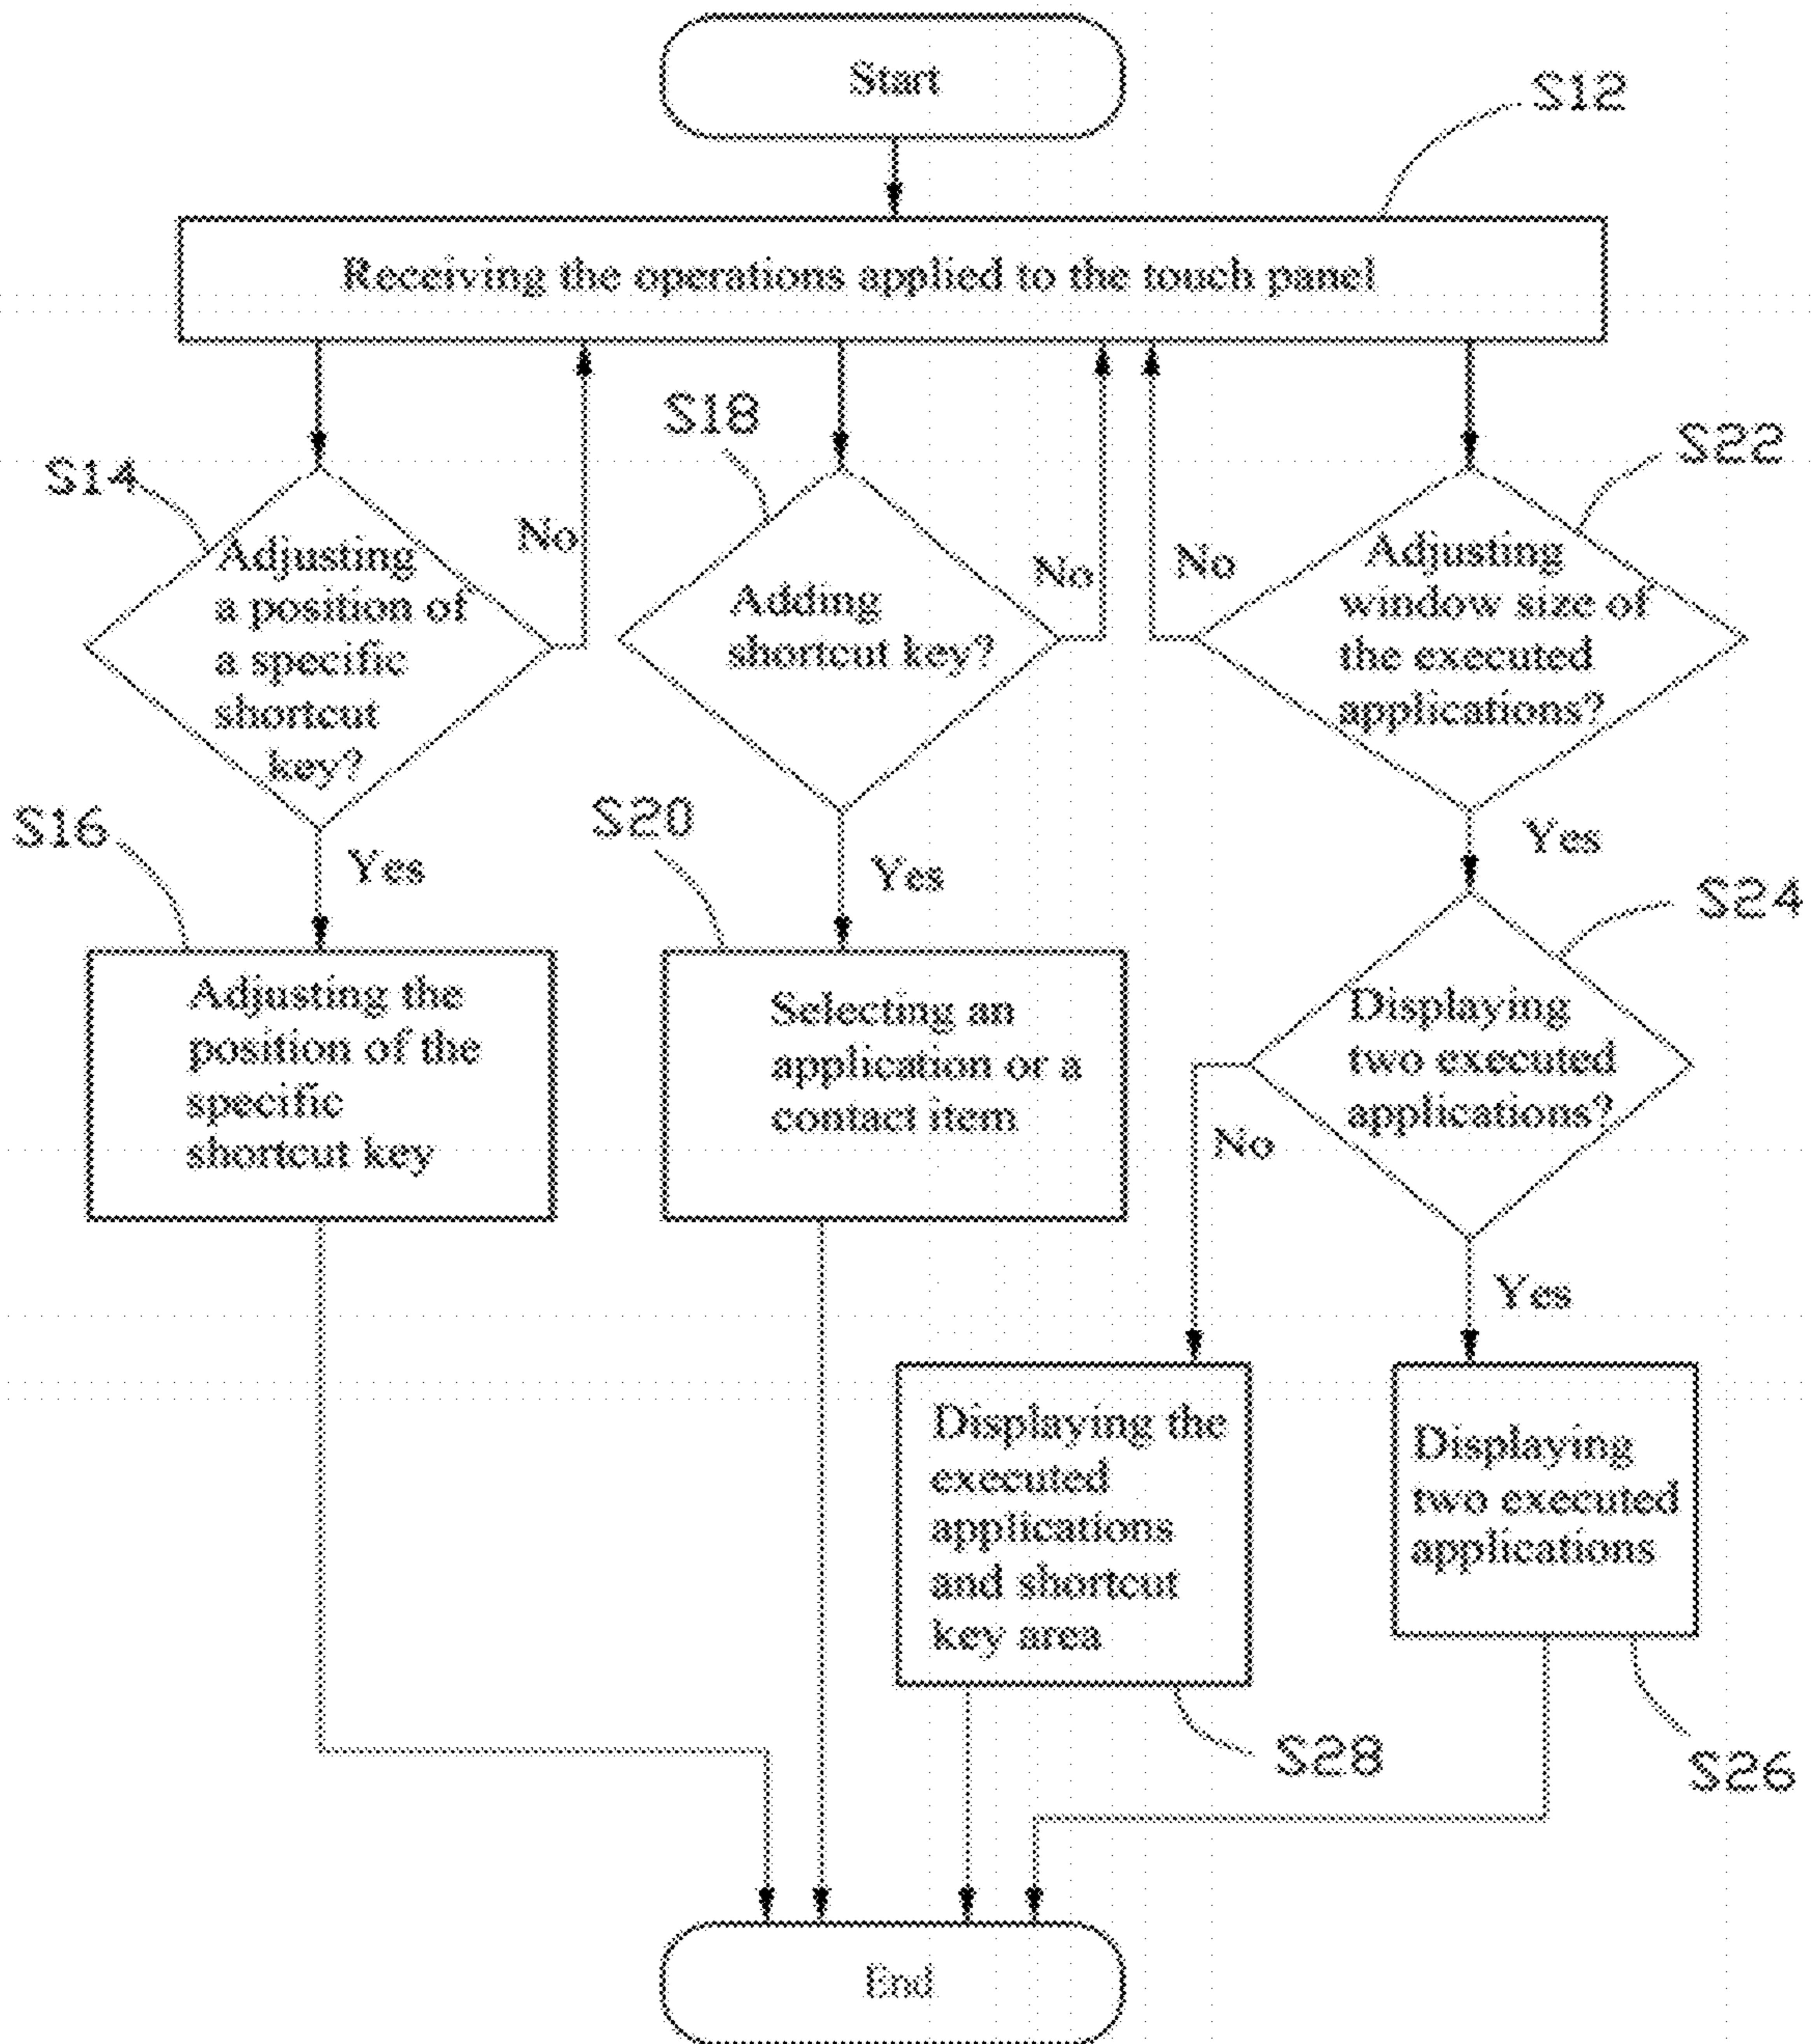 Start
S12
Receiving the operations applied to the touch panel
S14
Adjusting
a position of
a specific
shortcut
key?
No
S18
Adding
shortcut key?
No
S22
Adjusting
window size of
the executed
applications?
No
S16
Yes
Adjusting the
position of the
specific
shortcut key
S20
Yes
Selecting an
application or a
contact item
Yes
S24
Displaying
two executed
applications?
No
Yes
Displaying the
executed
applications
and shortcut
key area
S28
Displaying
two executed
applications
S26
End